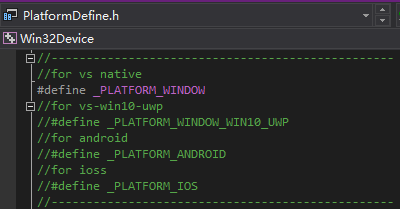 PlatformDefine.h
Win32Device
//-------------------------------------------------
//for vs native
#define _PLATFORM_WINDOW
//for vs-win10-uwp
//#define _PLATFORM_WINDOW_WIN10_UWP
//for android
//#define _PLATFORM_ANDROID
//for ioss
//#define _PLATFORM_IOS
//-------------------------------------------------